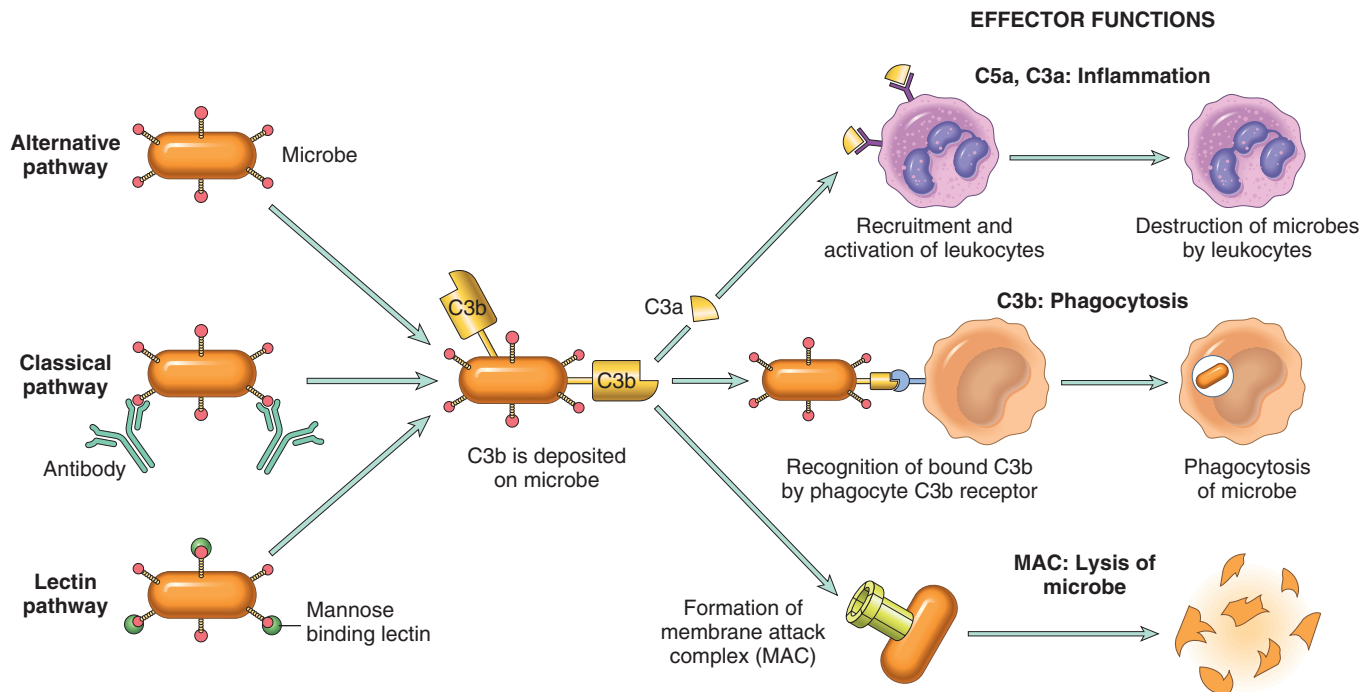 EFFECTOR FUNCTIONS
C5a, C3a: Inflammation
Alternative
pathway
Microbe
Recruitment and
activation of leukocytes
Destruction of microbes
by leukocytes
C3b
C3a
C3b: Phagocytosis
Classical
pathway
C3b
Antibody
C3b is deposited
on microbe
Recognition of bound C3b
by phagocyte C3b receptor
Phagocytosis
of microbe
Lectin
pathway
Mannose
binding lectin
Formation of
membrane attack
complex (MAC)
MAC: Lysis of
microbe